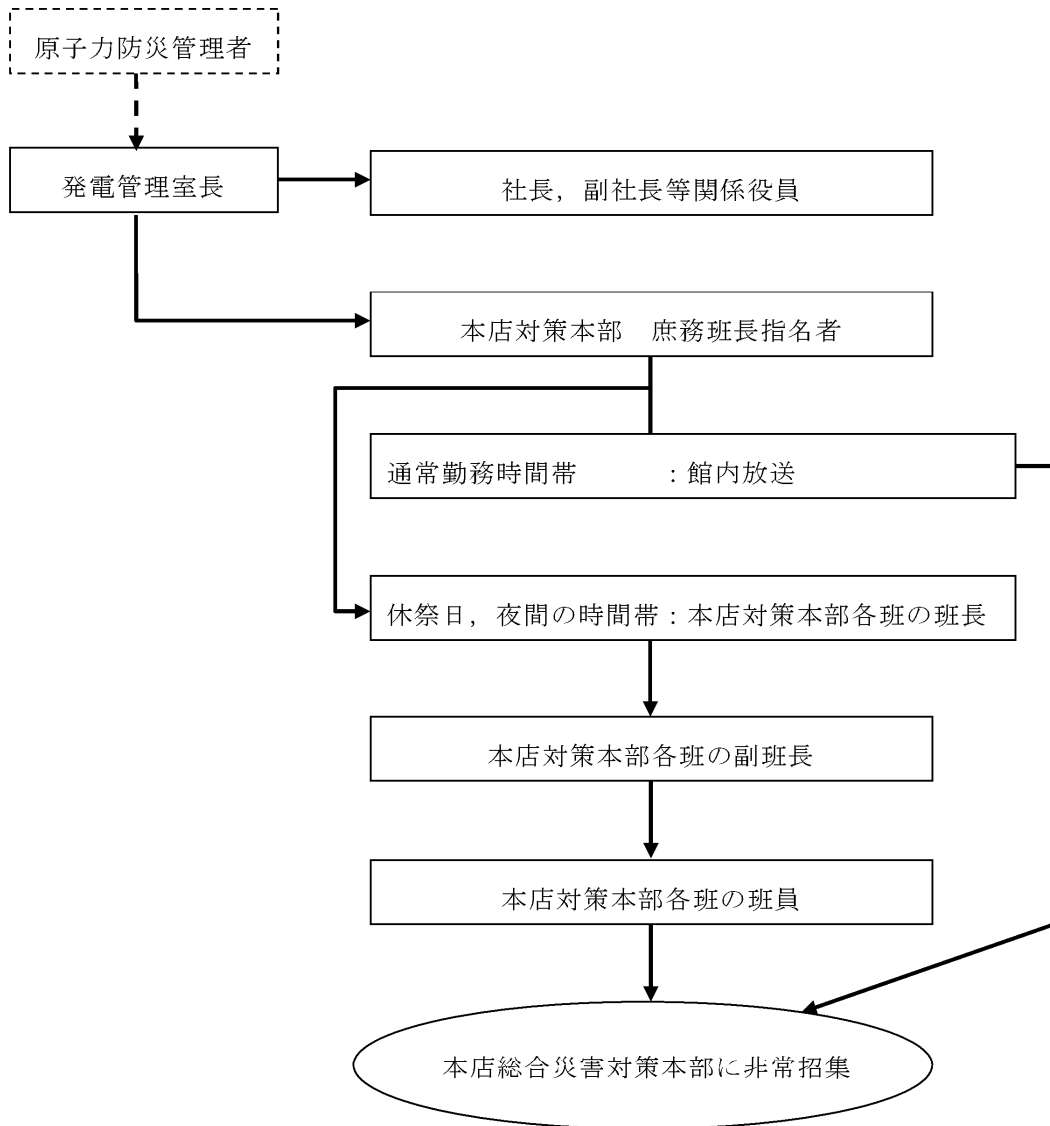 原子力防災管理者
発電管理室長
社長，副社長等関係役員
本店対策本部　庶務班長指名者
通常勤務時間帯　　　：館内放送
休祭日，夜間の時間帯：本店対策本部各班の班長
本店対策本部各班の副班長
本店対策本部各班の班員
本店総合災害対策本部に非常招集